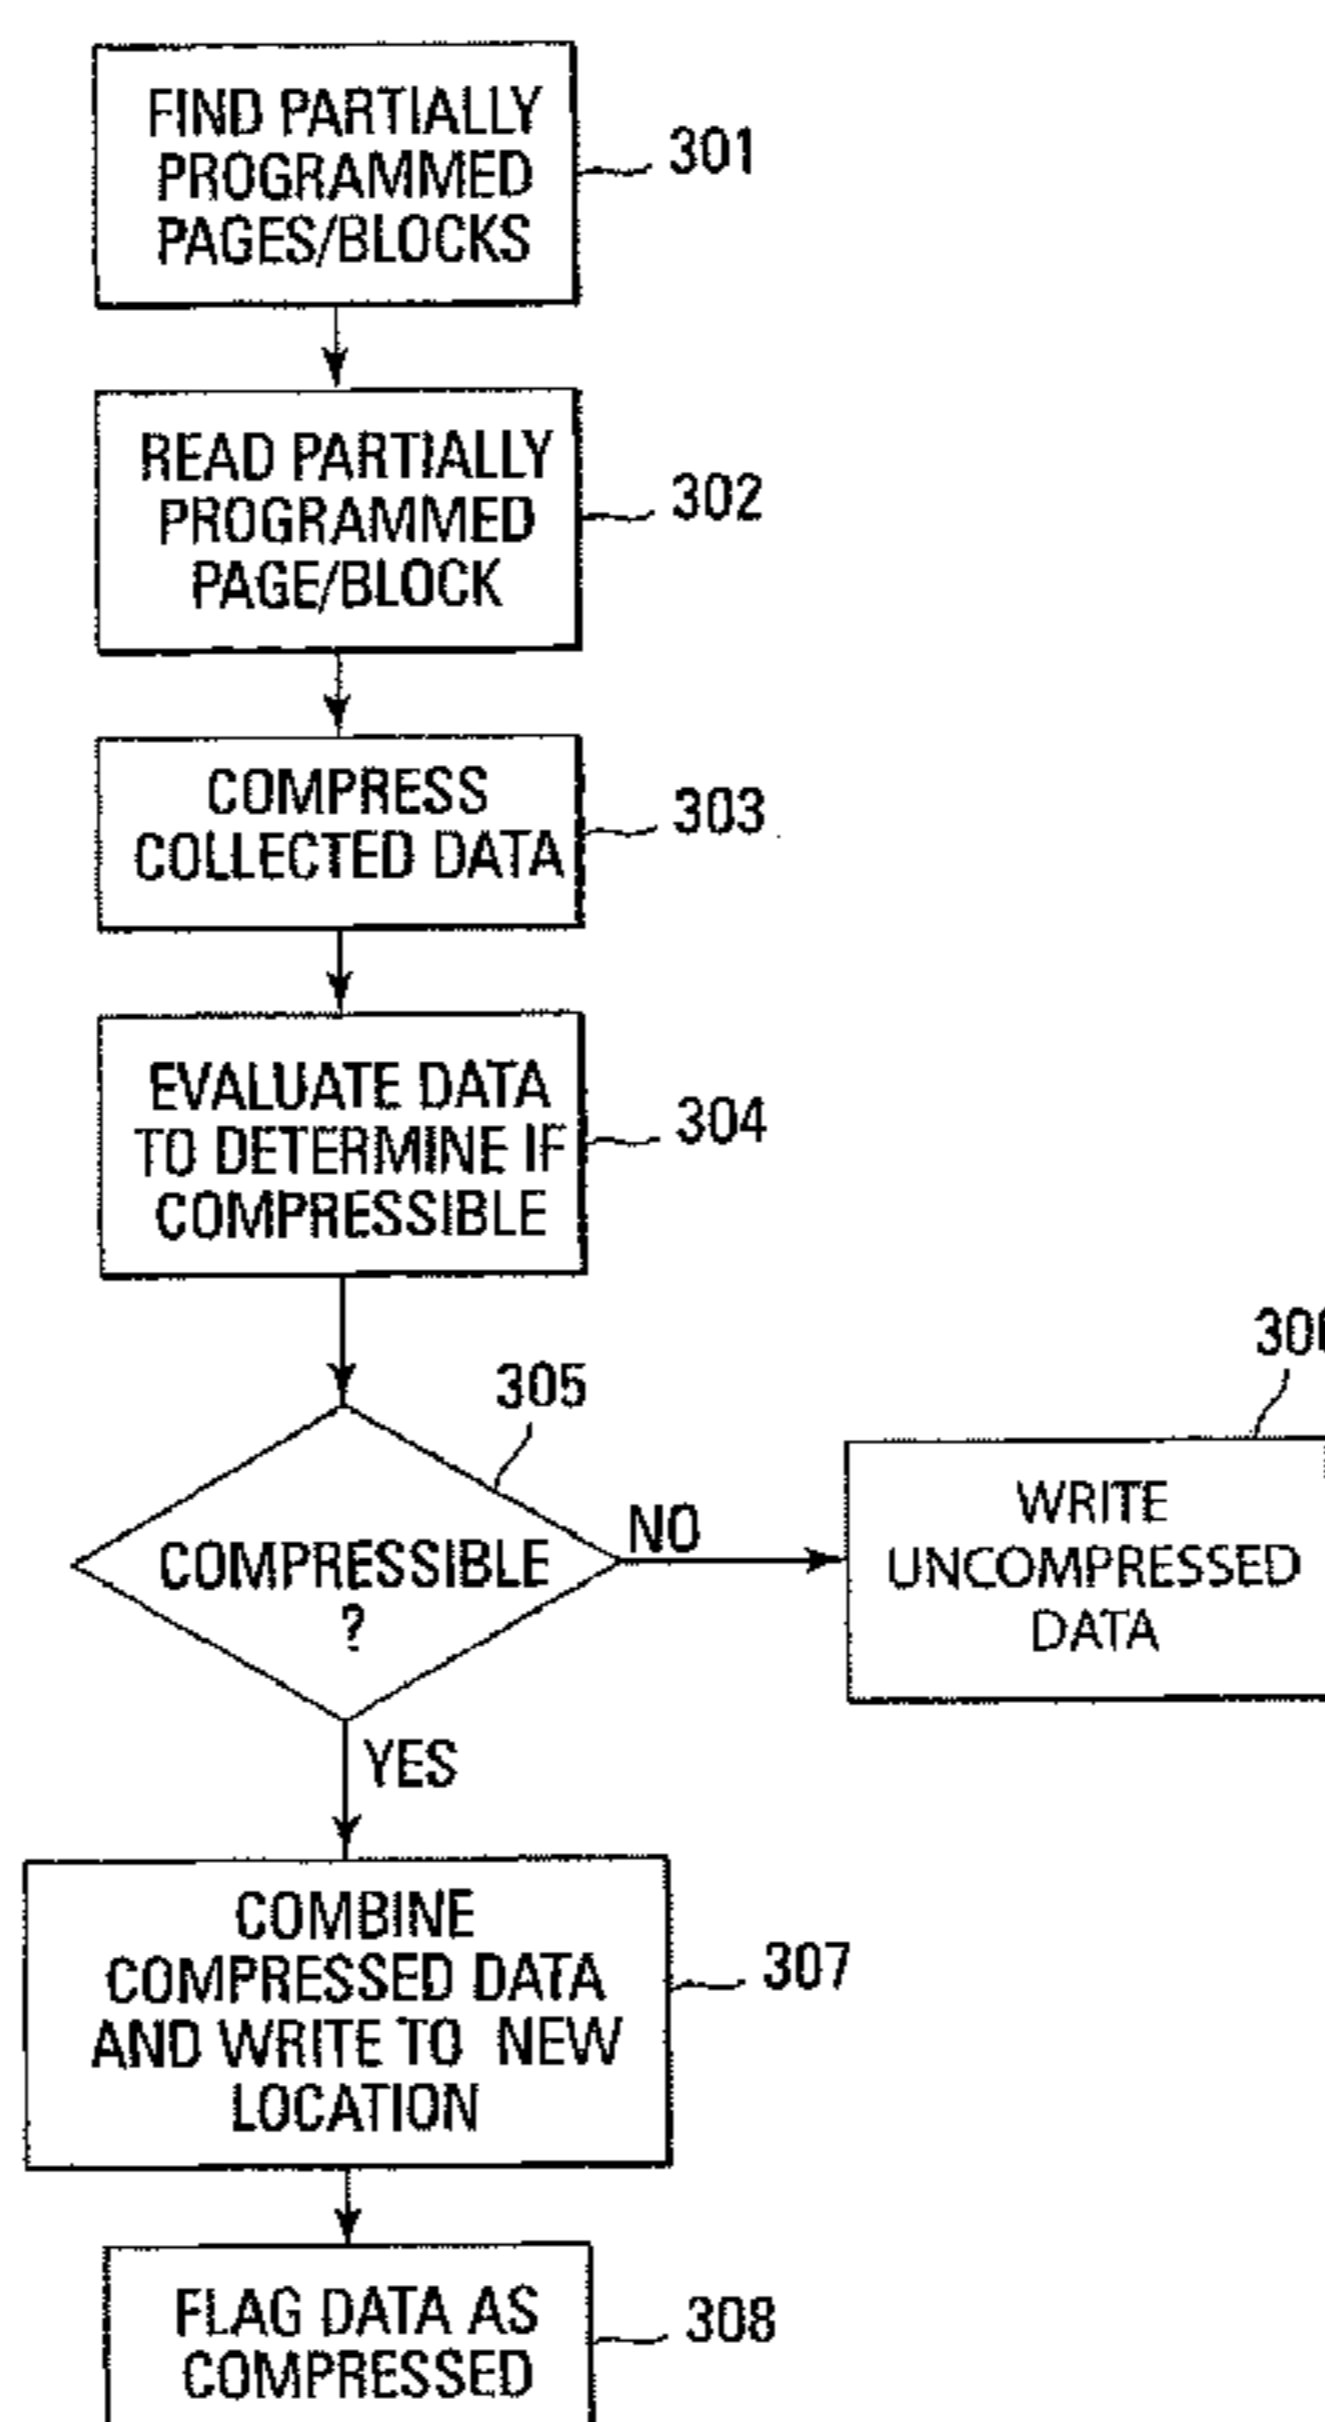 FIND PARTIALLY
PROGRAMMED
PAGES/BLOCKS
301
READ PARTIALLY
PROGRAMMED
PAGE/BLOCK
302
COMPRESS
COLLECTED DATA
303
EVALUATE DATA
TO DETERMINE IF
COMPRESSIBLE
304
305
COMPRESSIBLE
?
NO
WRITE
UNCOMPRESSED
DATA
YES
COMBINE
COMPRESSED DATA
AND WRITE TO NEW
LOCATION
307
FLAG DATA AS
COMPRESSED
308